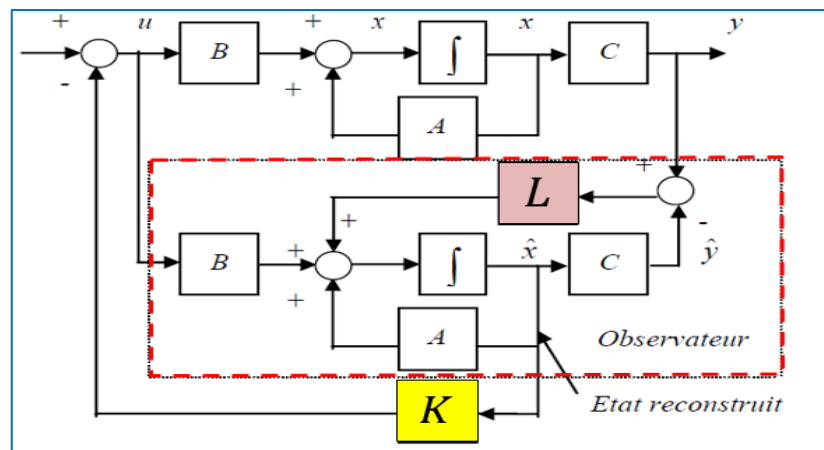 + u B + x ∫ x C y
- +
A
L +
+ -
B + ∫ x̂ C ŷ
+
A Observateur
K Etat reconstruit